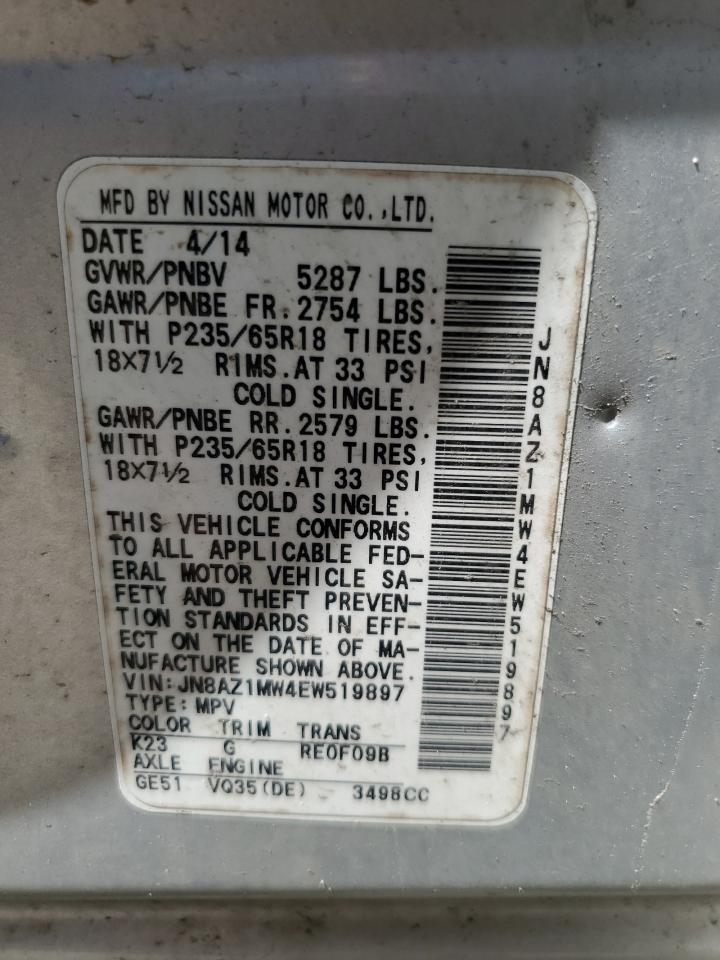 MFD BY NISSAN MOTOR CO.,LTD.
DATE 4/14
GVWR/PNBV 5287 LBS.
GAWR/PNBE FR.2754 LBS.
WITH P235/65R18 TIRES,
18X7½ RIMS.AT 33 PSI
COLD SINGLE.
GAWR/PNBE RR.2579 LBS.
WITH P235/65R18 TIRES,
18X7½ RIMS.AT 33 PSI
COLD SINGLE.
THIS VEHICLE CONFORMS
TO ALL APPLICABLE FED-
ERAL MOTOR VEHICLE SA-
FETY AND THEFT PREVEN-
TION STANDARDS IN EFF-
ECT ON THE DATE OF MA-
NUFACTURE SHOWN ABOVE.
VIN:JN8AZ1MW4EW519897
TYPE:MPV
COLOR TRIM TRANS
K23 G RE0F09B
AXLE ENGINE
GE51 VQ35(DE) 3498CC
JN8AZ1MW4EW519897